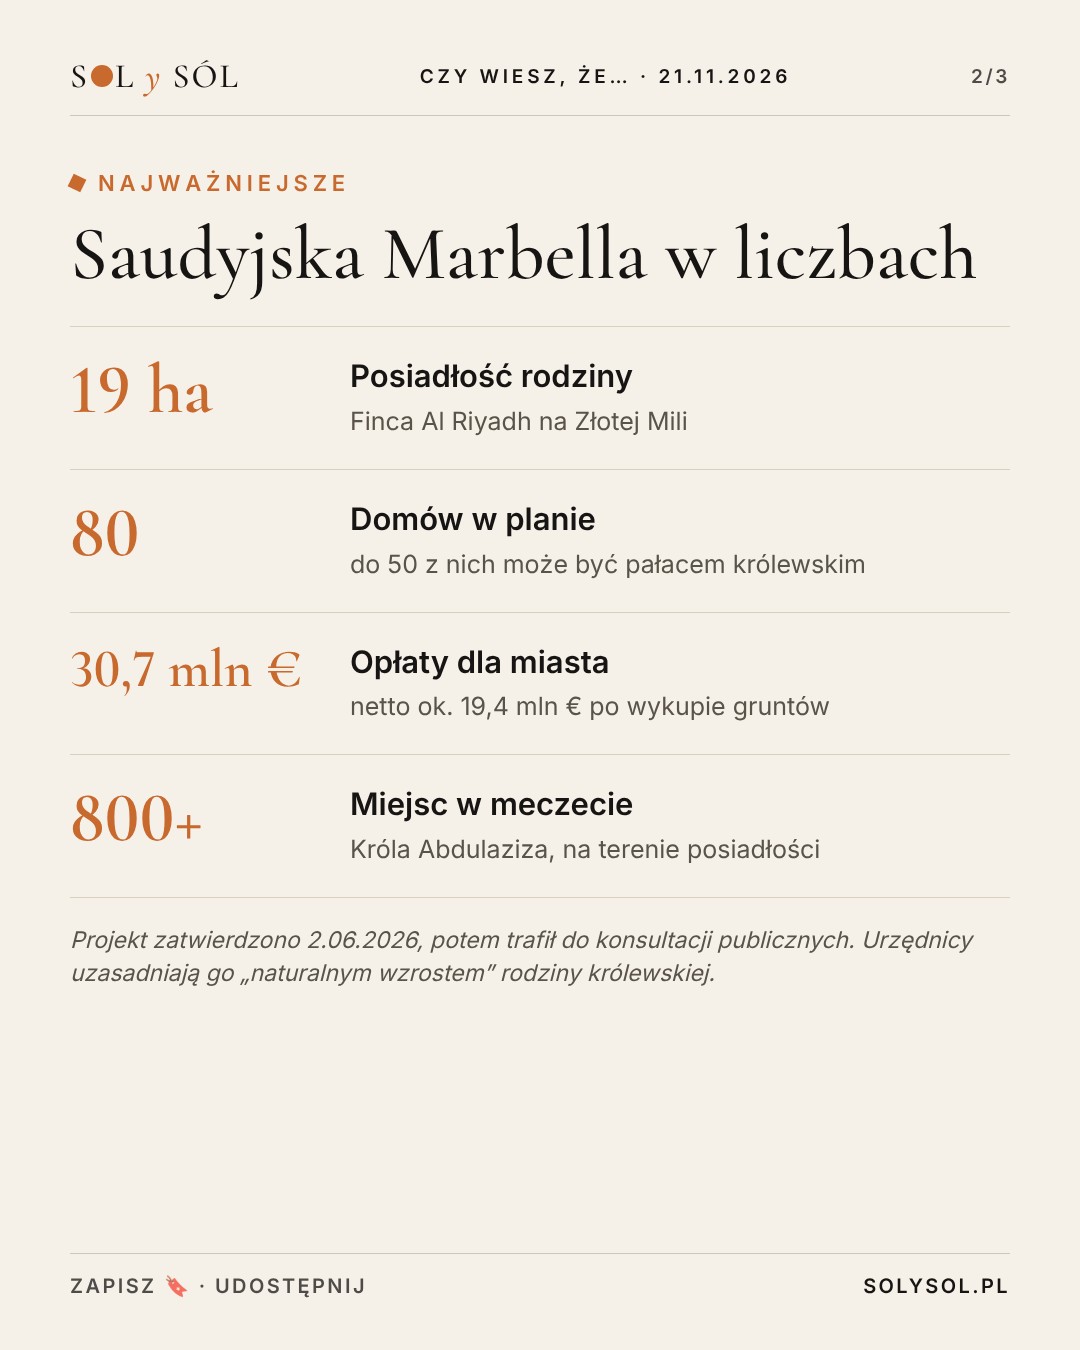 SOL y SÓL
CZY WIESZ, ŻE… · 21.11.2026
2/3
NAJWAŻNIEJSZE
Saudyjska Marbella w liczbach
19 ha
Posiadłość rodziny
Finca Al Riyadh na Złotej Mili
80
Domów w planie
do 50 z nich może być pałacem królewskim
30,7 mln €
Opłaty dla miasta
netto ok. 19,4 mln € po wykupie gruntów
800+
Miejsc w meczecie
Króla Abdulaziza, na terenie posiadłości
Projekt zatwierdzono 2.06.2026, potem trafił do konsultacji publicznych. Urzędnicy
uzasadniają go „naturalnym wzrostem” rodziny królewskiej.
ZAPISZ 🔖 · UDOSTĘPNIJ
SOLYSOL.PL